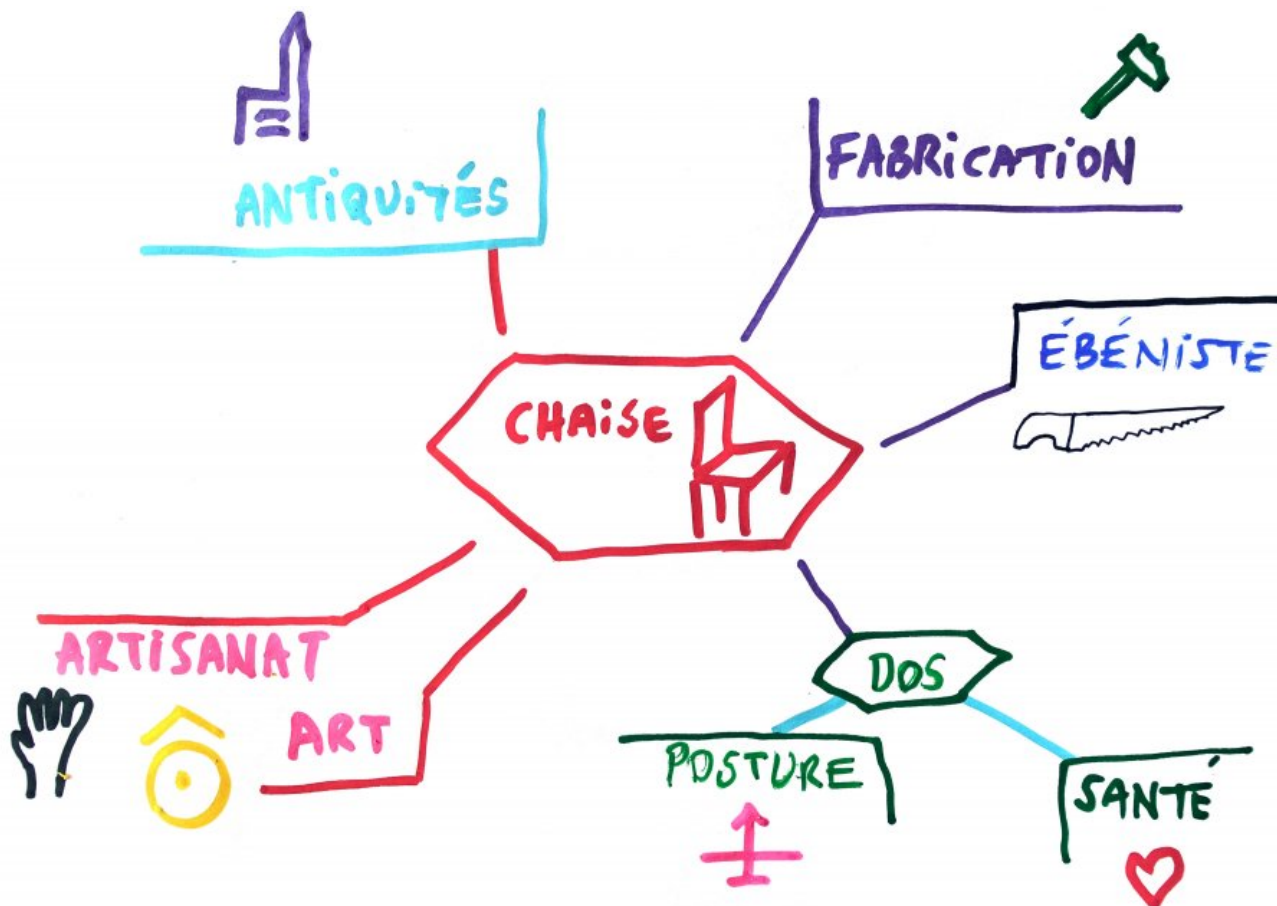 ANTiQUiTÉS
FABRiCATiON
ÉBÉNiSTE
CHAiSE
ARTiSANAT
ART
DOS
POSTURE
SANTÉ